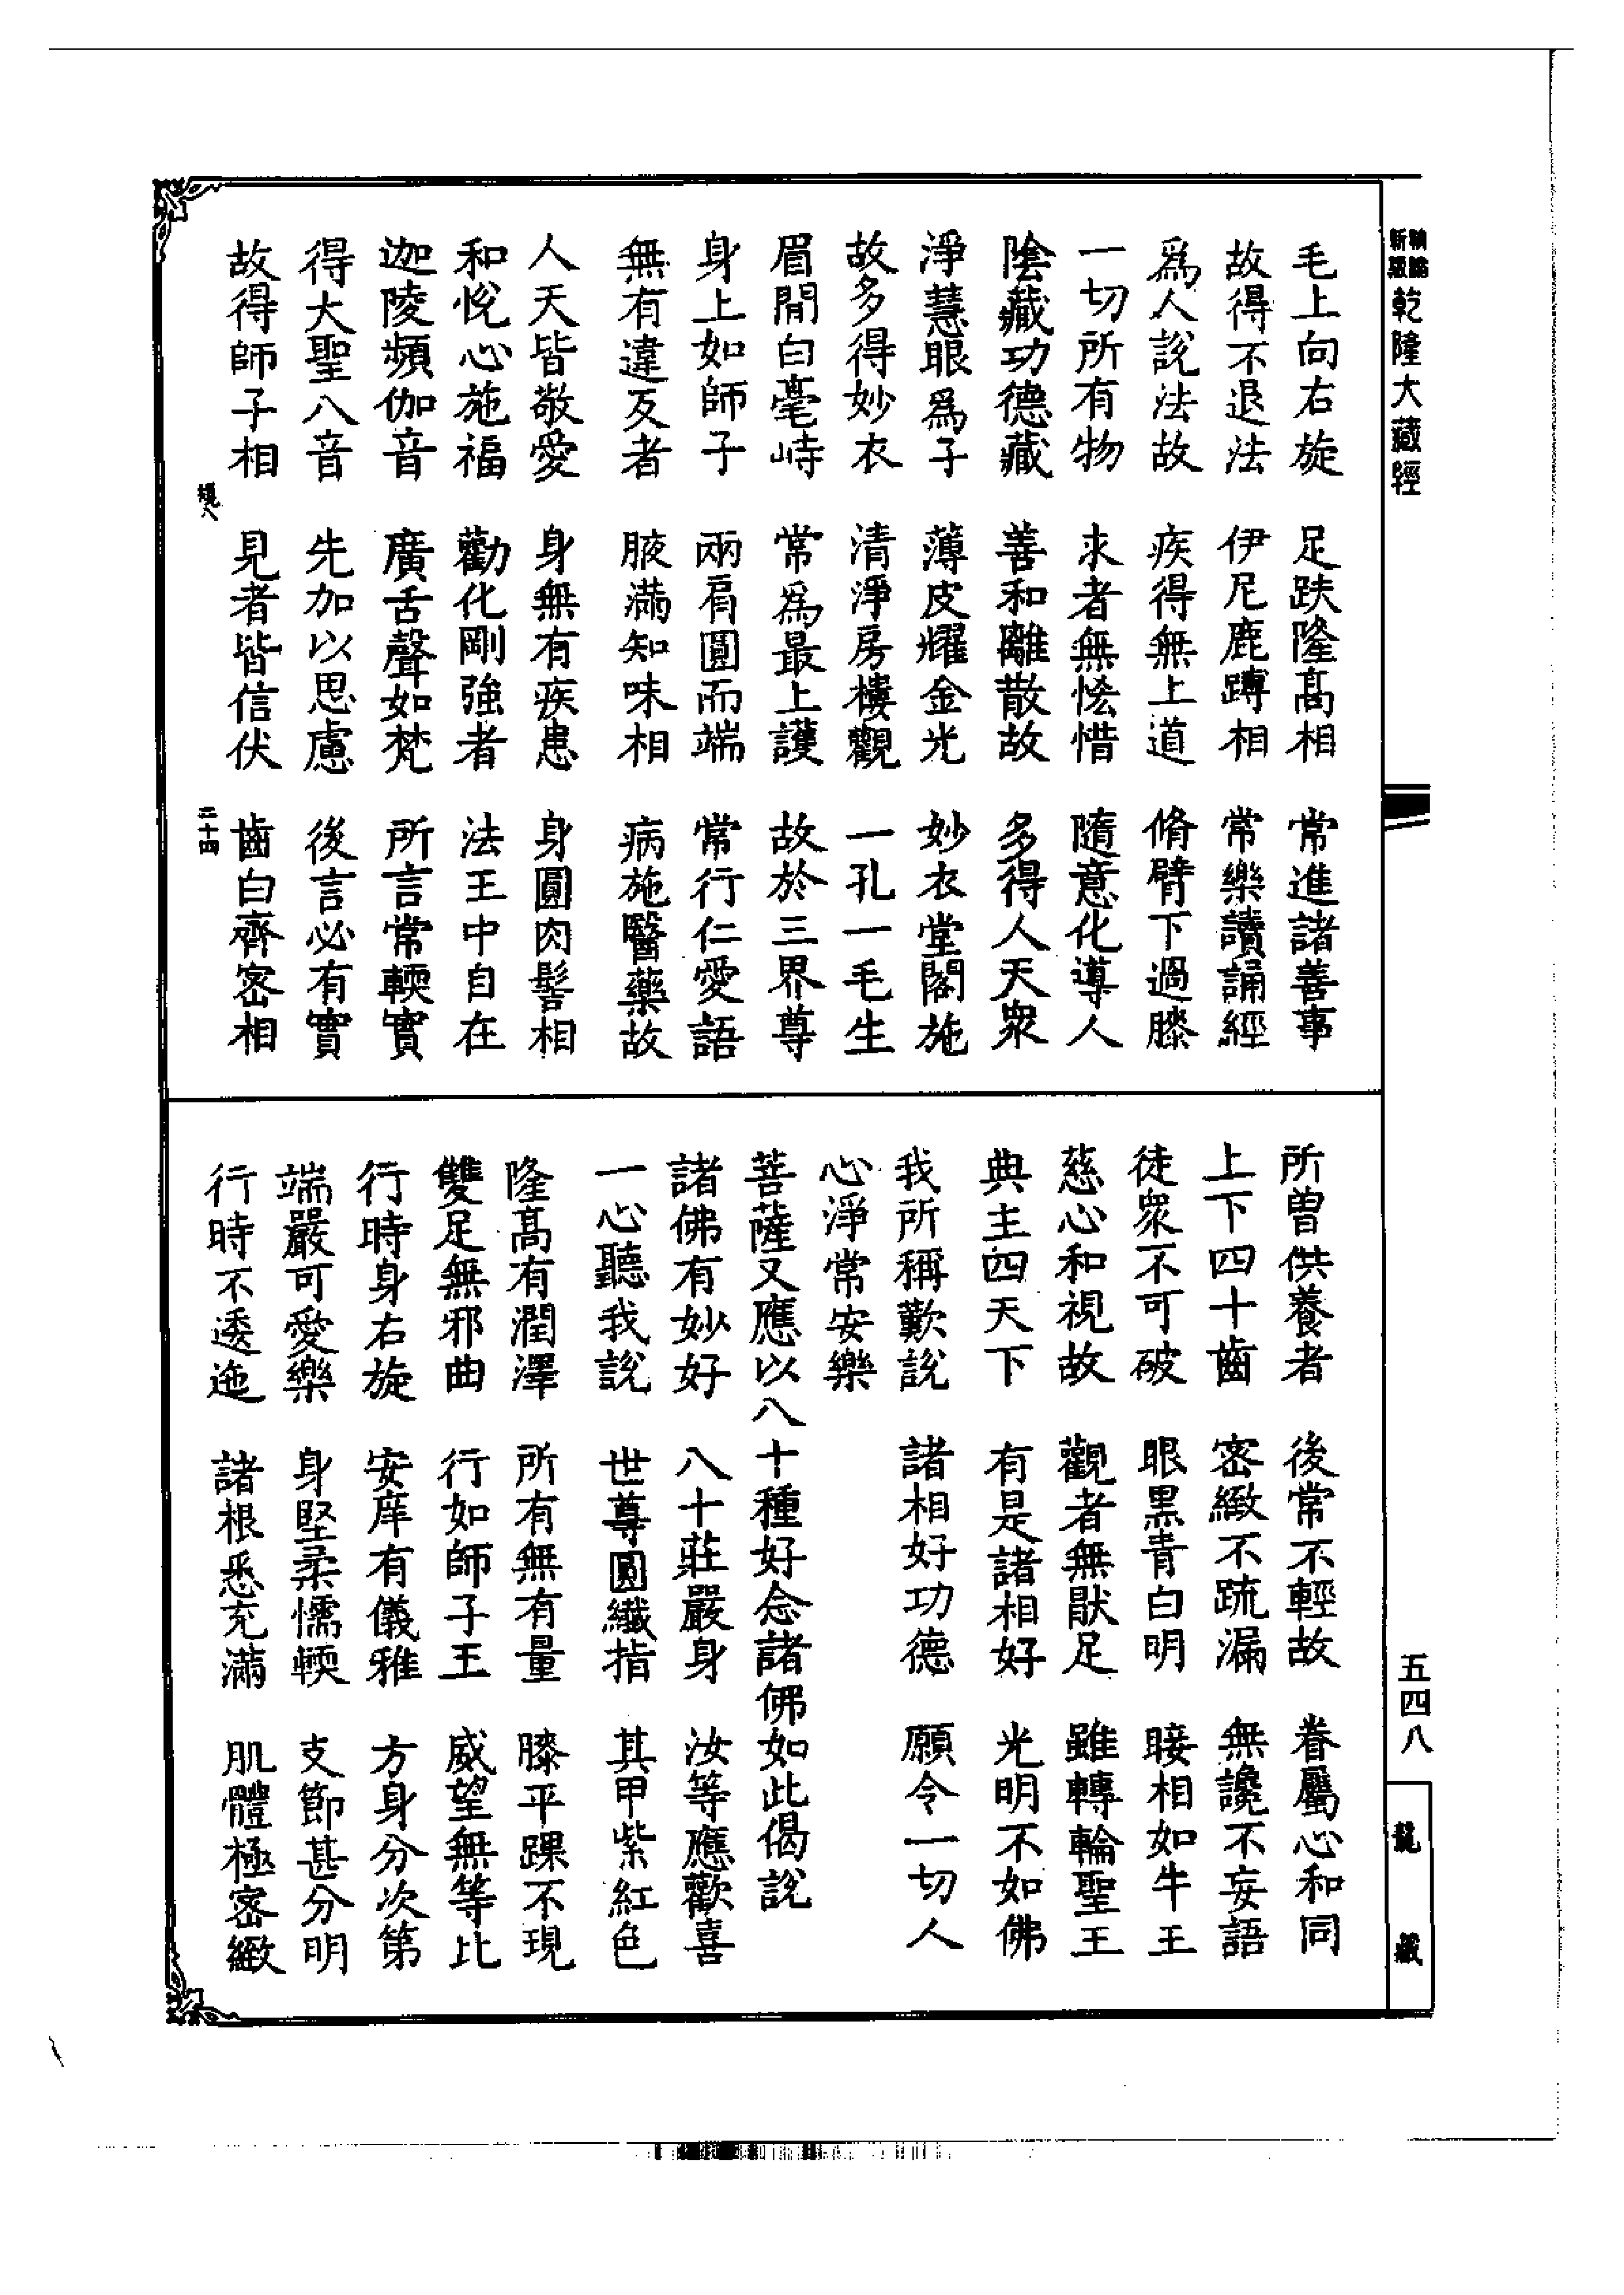 新編
縮版
乾隆大藏經
毛上向右旋　足趺隆高相　常進諸善事
故得不退法　伊尼鹿蹲相　常樂讀誦經
爲人說法故　疾得無上道　脩臂下過膝
一切所有物　求者無恡惜　隨意化導人
陰藏功德藏　善和離散故　多得人天衆
淨慧眼爲子　薄皮耀金光　妙衣堂閣施
故多得妙衣　清淨房樓觀　一孔一毛生
眉間白毫峙　常爲最上護　故於三界尊
身上如師子　兩肩圓而端　常行仁愛語
無有違反者　腋滿知味相　病施醫藥故
人天皆敬愛　身無有疾患　身圓肉髻相
和悅心施福　勸化剛強者　法王中自在
迦陵頻伽音　廣舌聲如梵　所言常輭實
得大聖八音　先加以思慮　後言必有實
故得師子相　見者皆信伏　齒白齊密相
二十四
所曾供養者　後常不輕故　眷屬心和同
上下四十齒　密緻不踈漏　無讒不妄語
徒衆不可破　眼黑青白明　睫相如牛王
慈心和視故　觀者無猒足　雖轉輪聖王
典主四天下　有是諸相好　光明不如佛
我所稱歎說　諸相好功德　願令一切人
心淨常安樂
菩薩又應以八十種好念諸佛如此偈說
諸佛有妙好　八十莊嚴身　汝等應歡喜
一心聽我說　世尊圓纖指　其甲紫紅色
隆高有潤澤　所有無有量　膝平踝不現
雙足無邪曲　行如師子王　威望無等比
行時身右旋　安庠有儀雅　方身分次第
端嚴可愛樂　身堅柔懦輭　支節甚分明
行時不逶迤　諸根悉充滿　肌體極密緻
五四八
龍藏